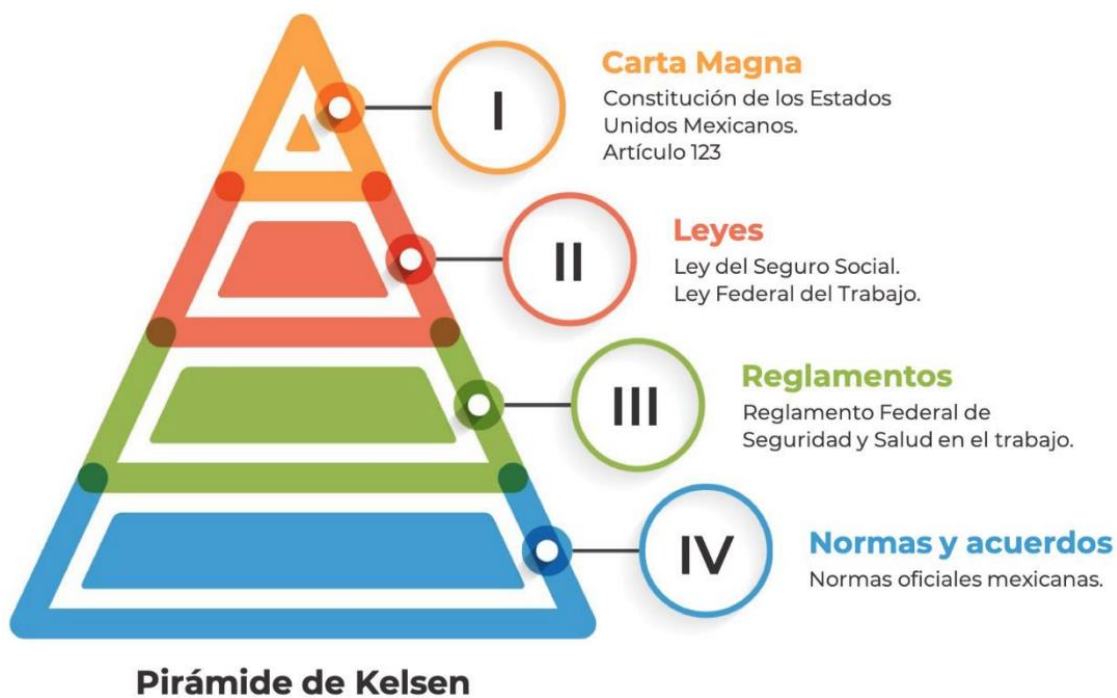 I
Carta Magna
Constitución de los Estados
Unidos Mexicanos.
Artículo 123
II
Leyes
Ley del Seguro Social.
Ley Federal del Trabajo.
III
Reglamentos
Reglamento Federal de
Seguridad y Salud en el trabajo.
IV
Normas y acuerdos
Normas oficiales mexicanas.
Pirámide de Kelsen